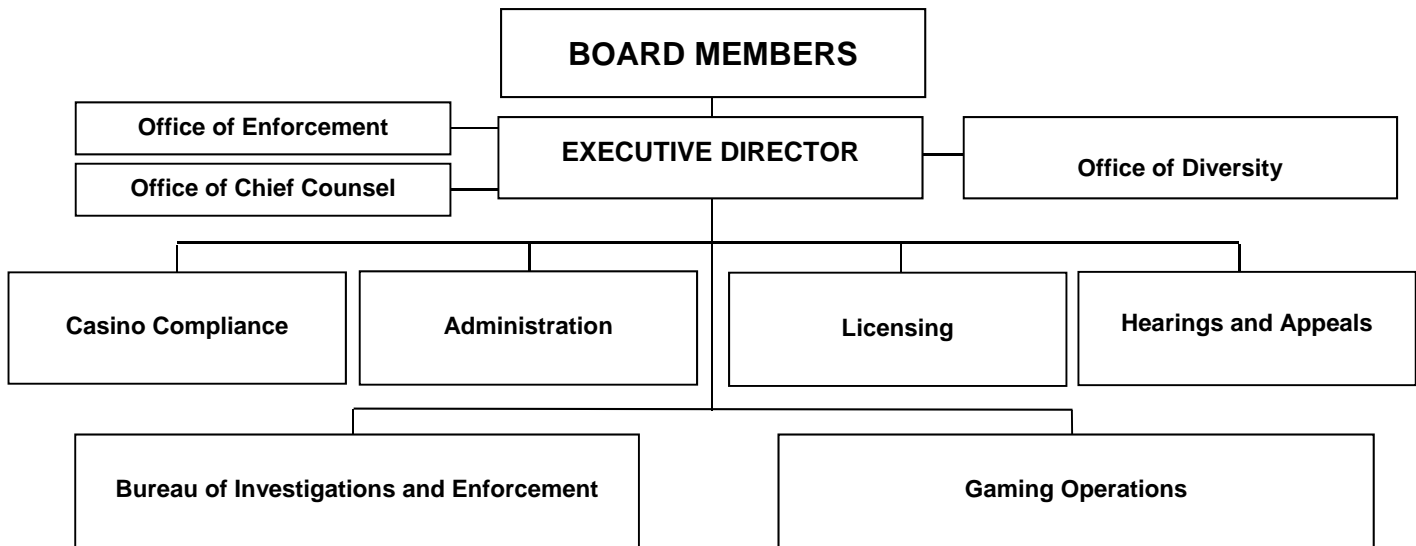 BOARD MEMBERS
Office of Enforcement
EXECUTIVE DIRECTOR
Office of Diversity
Office of Chief Counsel
Casino Compliance
Administration
Licensing
Hearings and Appeals
Bureau of Investigations and Enforcement
Gaming Operations